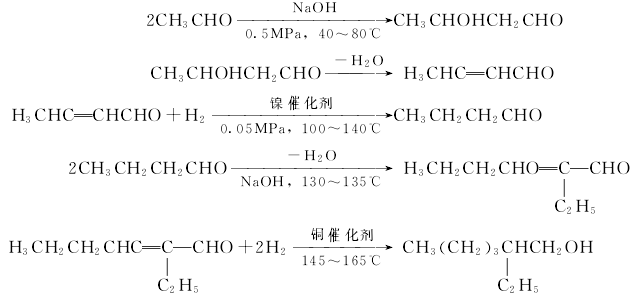 2CH₃CHO NaOH 0.5MPa, 40～80℃ CH₃CHOHCH₂CHO
CH₃CHOHCH₂CHO －H₂O H₃CHC═CHCHO
H₃CHC═CHCHO＋H₂ 镍催化剂 0.05MPa, 100～140℃ CH₃CH₂CH₂CHO
2CH₃CH₂CH₂CHO －H₂O NaOH, 130～135℃ H₃CH₂CH₂CHO═C—CHO
C₂H₅
H₃CH₂CH₂CHC═C—CHO＋2H₂ 铜催化剂 145～165℃ CH₃(CH₂)₃CHCH₂OH
C₂H₅ C₂H₅